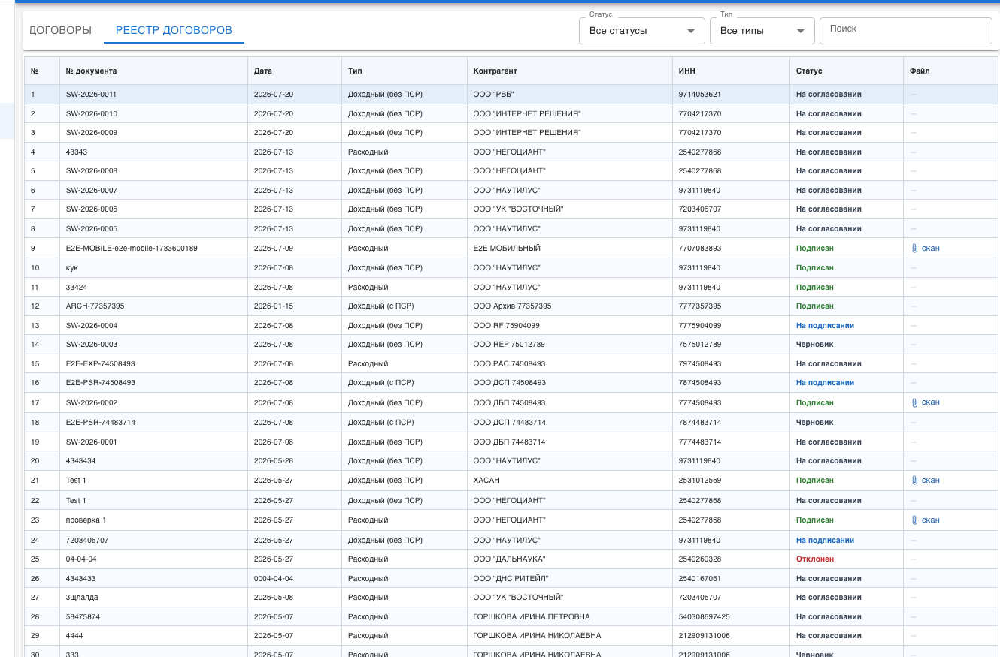 Статус Тип
ДОГОВОРЫ РЕЕСТР ДОГОВОРОВ Все статусы Все типы Поиск
№ № документа Дата Тип Контрагент ИНН Статус Файл
1 SW-2026-0011 2026-07-20 Доходный (без ПСР) ООО "РВБ" 9714053621 На согласовании —
2 SW-2026-0010 2026-07-20 Доходный (без ПСР) ООО "ИНТЕРНЕТ РЕШЕНИЯ" 7704217370 На согласовании —
3 SW-2026-0009 2026-07-20 Доходный (без ПСР) ООО "ИНТЕРНЕТ РЕШЕНИЯ" 7704217370 На согласовании —
4 43343 2026-07-13 Расходный ООО "НЕГОЦИАНТ" 2540277868 На согласовании —
5 SW-2026-0008 2026-07-13 Доходный (без ПСР) ООО "НЕГОЦИАНТ" 2540277868 На согласовании —
6 SW-2026-0007 2026-07-13 Доходный (без ПСР) ООО "НАУТИЛУС" 9731119840 На согласовании —
7 SW-2026-0006 2026-07-13 Доходный (без ПСР) ООО "УК "ВОСТОЧНЫЙ" 7203406707 На согласовании —
8 SW-2026-0005 2026-07-13 Доходный (без ПСР) ООО "НАУТИЛУС" 9731119840 На согласовании —
9 E2E-MOBILE-e2e-mobile-1783600189 2026-07-09 Расходный Е2Е МОБИЛЬНЫЙ 7707083893 Подписан скан
10 кук 2026-07-08 Доходный (без ПСР) ООО "НАУТИЛУС" 9731119840 Подписан —
11 33424 2026-07-08 Расходный ООО "НАУТИЛУС" 9731119840 Подписан —
12 ARCH-77357395 2026-01-15 Доходный (с ПСР) ООО Архив 77357395 7777357395 Подписан —
13 SW-2026-0004 2026-07-08 Доходный (без ПСР) ООО RF 75904099 7775904099 На подписании —
14 SW-2026-0003 2026-07-08 Доходный (без ПСР) ООО REP 75012789 7575012789 Черновик —
15 E2E-EXP-74508493 2026-07-08 Расходный ООО РАС 74508493 7974508493 На согласовании —
16 E2E-PSR-74508493 2026-07-08 Доходный (с ПСР) ООО ДСП 74508493 7874508493 На подписании —
17 SW-2026-0002 2026-07-08 Доходный (без ПСР) ООО ДБП 74508493 7774508493 Подписан скан
18 E2E-PSR-74483714 2026-07-08 Доходный (с ПСР) ООО ДСП 74483714 7874483714 Черновик —
19 SW-2026-0001 2026-07-08 Доходный (без ПСР) ООО ДБП 74483714 7774483714 На согласовании —
20 4343434 2026-05-28 Доходный (без ПСР) ООО "НАУТИЛУС" 9731119840 На согласовании —
21 Test 1 2026-05-27 Доходный (без ПСР) ХАСАН 2531012569 Подписан скан
22 Test 1 2026-05-27 Доходный (без ПСР) ООО "НЕГОЦИАНТ" 2540277868 На согласовании —
23 проверка 1 2026-05-27 Расходный ООО "НЕГОЦИАНТ" 2540277868 Подписан скан
24 7203406707 2026-05-27 Доходный (без ПСР) ООО "НАУТИЛУС" 9731119840 На подписании —
25 04-04-04 2026-05-27 Расходный ООО "ДАЛЬНАУКА" 2540260328 Отклонен —
26 4343433 0004-04-04 Расходный ООО "ДНС РИТЕЙЛ" 2540167061 На согласовании —
27 Зщлалда 2026-05-08 Расходный ООО "УК "ВОСТОЧНЫЙ" 7203406707 На согласовании —
28 58475874 2026-05-07 Расходный ГОРШКОВА ИРИНА ПЕТРОВНА 540308697425 На согласовании —
29 4444 2026-05-07 Расходный ГОРШКОВА ИРИНА НИКОЛАЕВНА 212909131006 На согласовании —
30 333 2026-05-07 Расходный ГОРШКОВА ИРИНА НИКОЛАЕВНА 212909131006 Черновик —